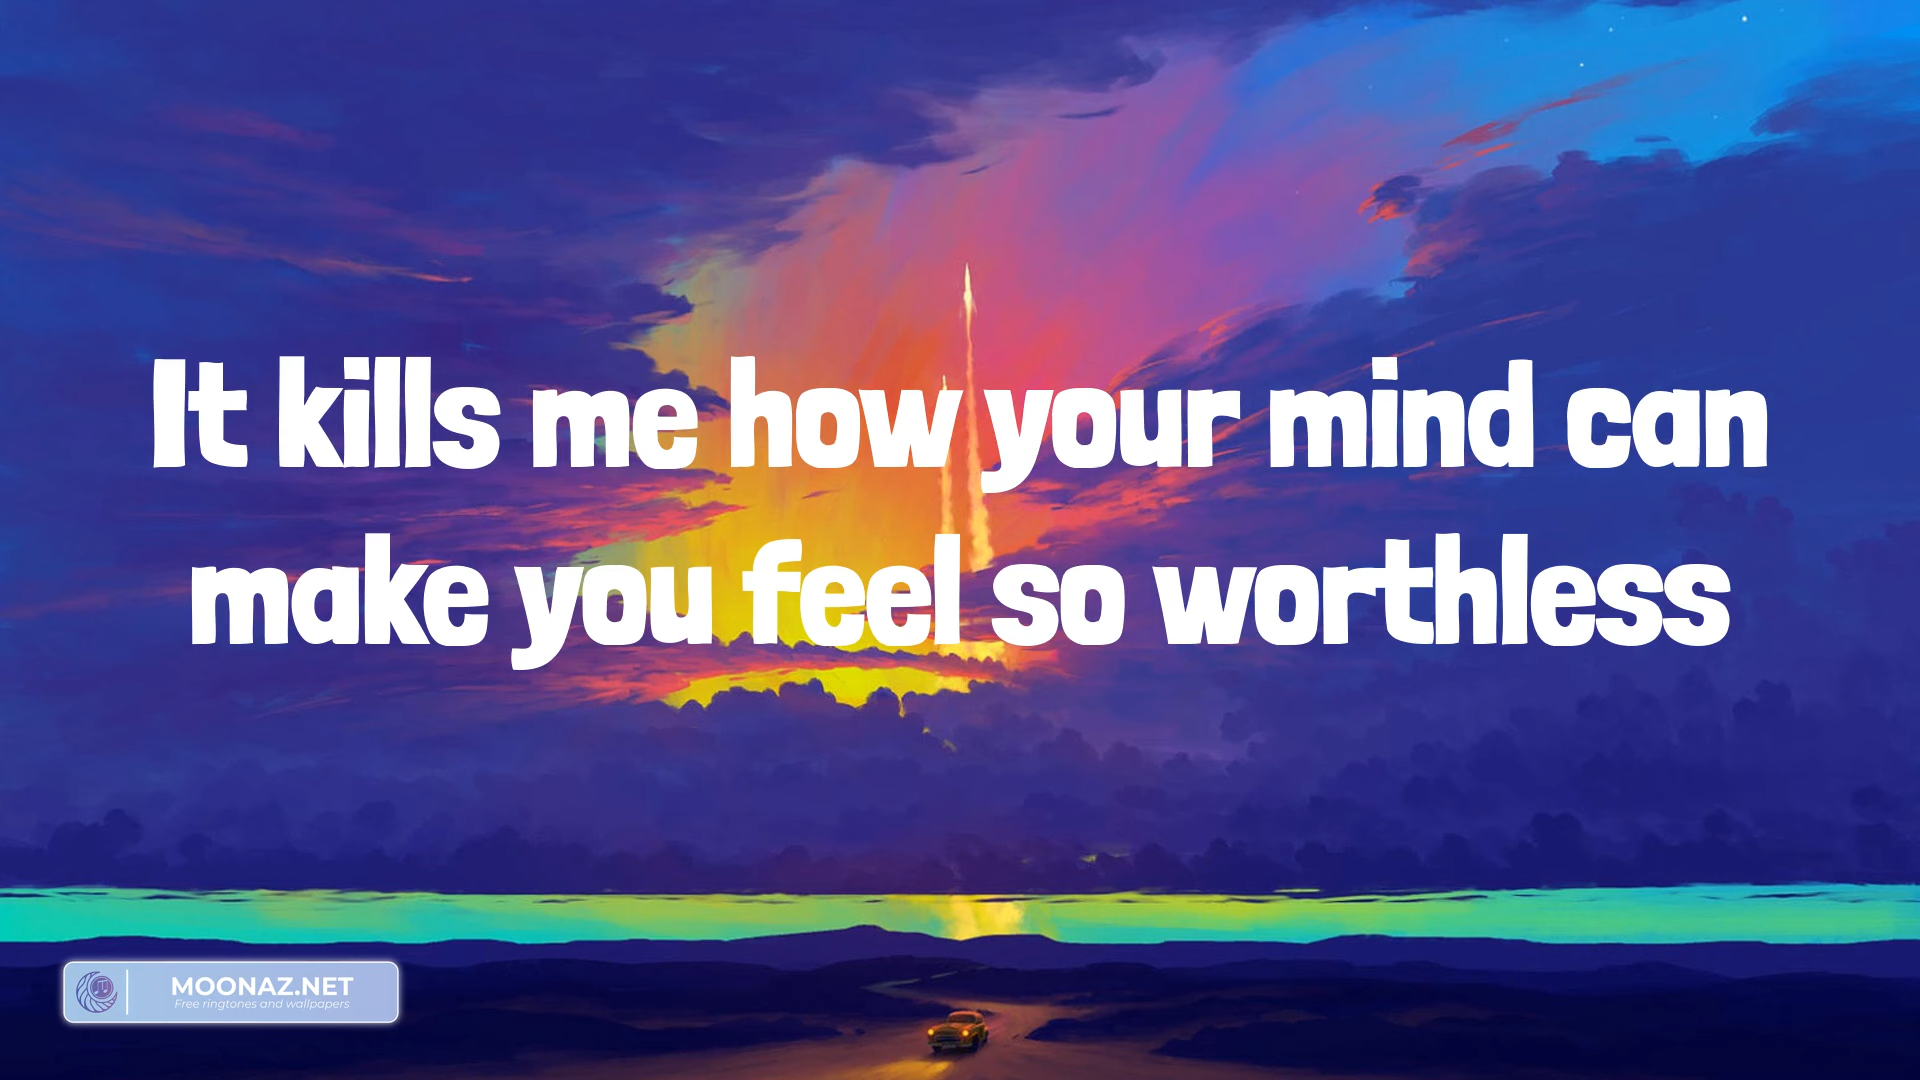 It kills me how your mind can
make you feel so worthless
MOONAZ.NET
Free ringtones and wallpapers